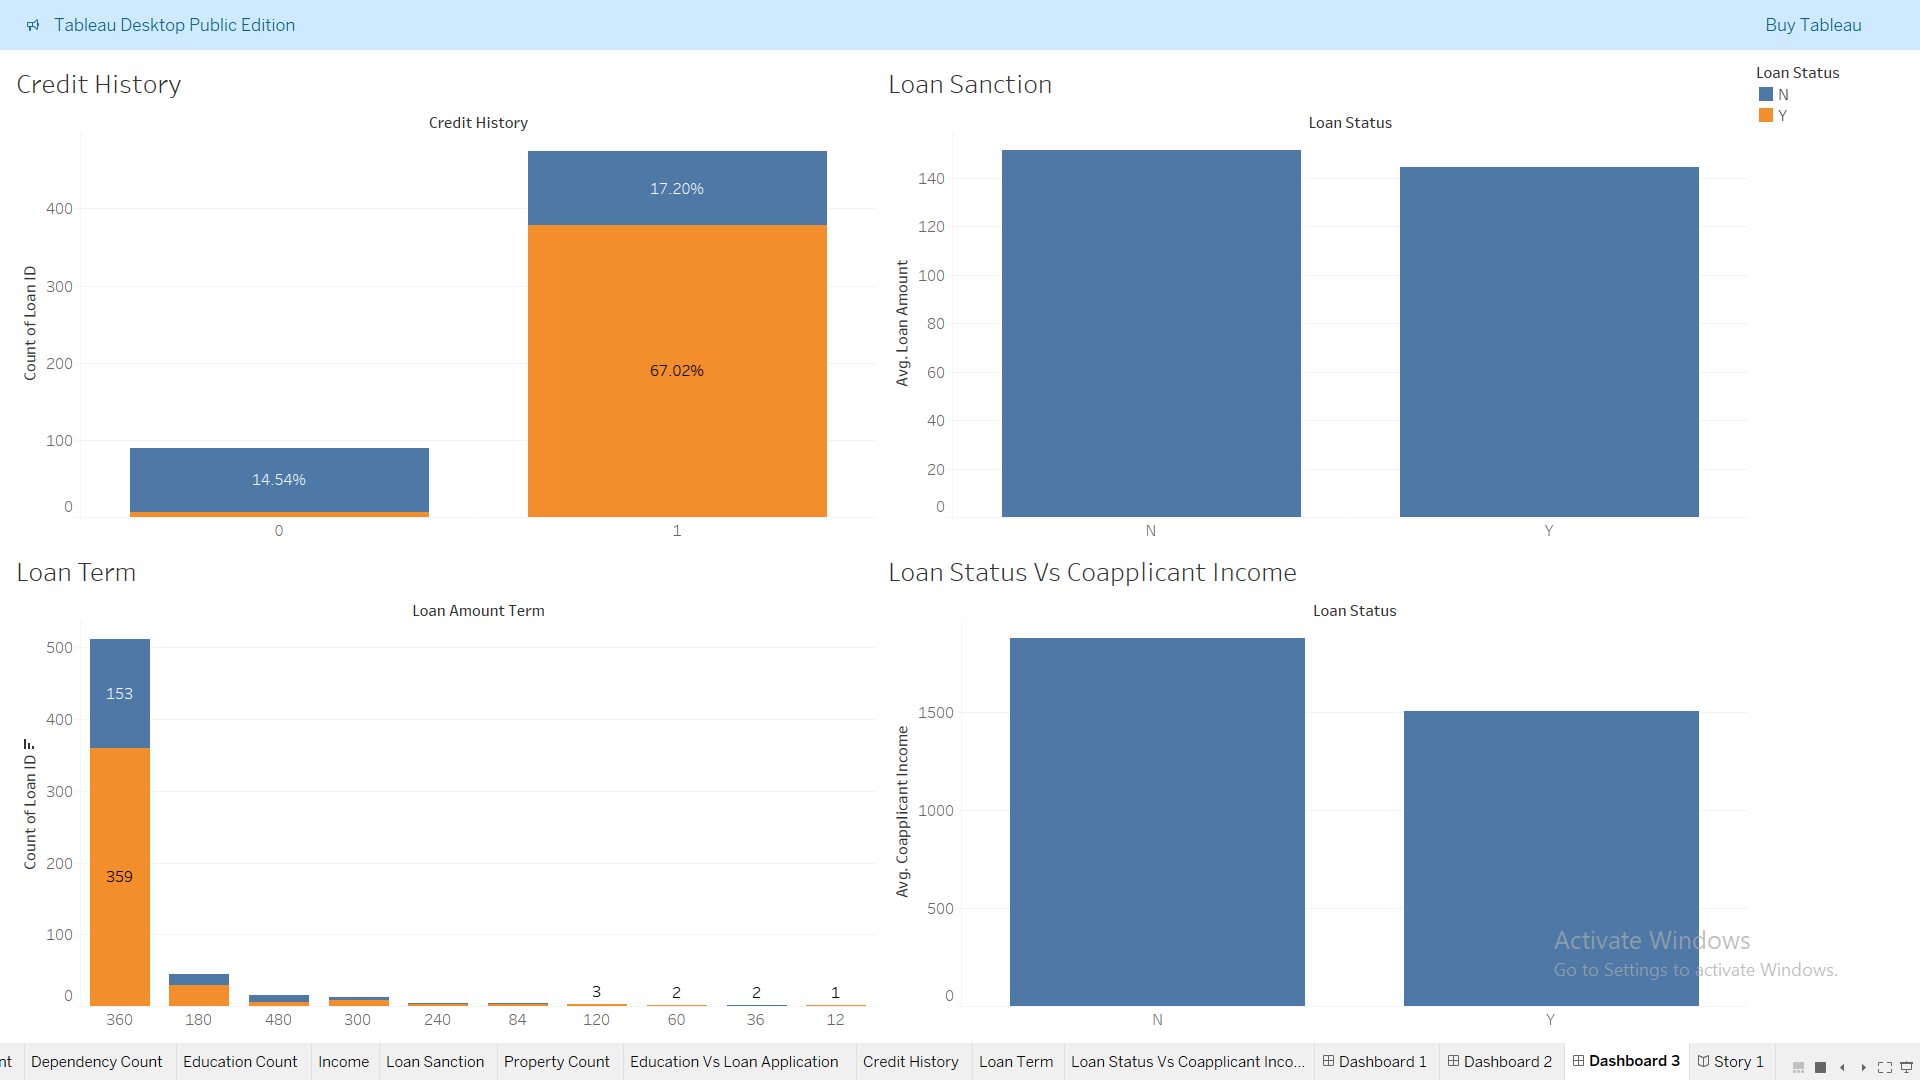 Tableau Desktop Public Edition
Buy Tableau
Credit History
Credit History
Count of Loan ID
400
300
200
100
0
17.20%
67.02%
14.54%
0
1
Loan Sanction
Loan Status
Avg. Loan Amount
140
120
100
80
60
40
20
0
N
Y
Loan Status
N
Y
Loan Term
Loan Amount Term
Count of Loan ID
500
400
300
200
100
0
153
359
3
2
2
1
360
180
480
300
240
84
120
60
36
12
Loan Status Vs Coapplicant Income
Loan Status
Avg. Coapplicant Income
1500
1000
500
0
N
Y
Activate Windows
Go to Settings to activate Windows.
nt
Dependency Count
Education Count
Income
Loan Sanction
Property Count
Education Vs Loan Application
Credit History
Loan Term
Loan Status Vs Coapplicant Inco...
Dashboard 1
Dashboard 2
Dashboard 3
Story 1